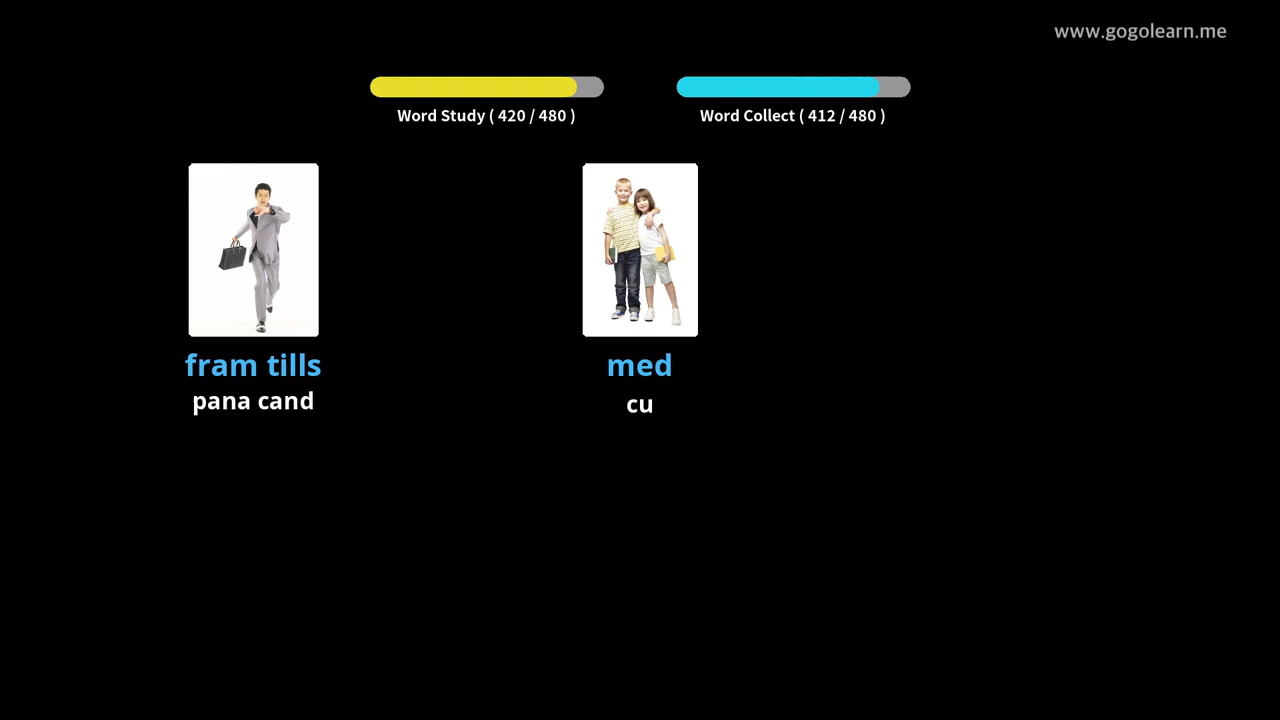 www.gogolearn.me
Word Study ( 420 / 480 )
Word Collect ( 412 / 480 )
fram tills
pana cand
med
cu